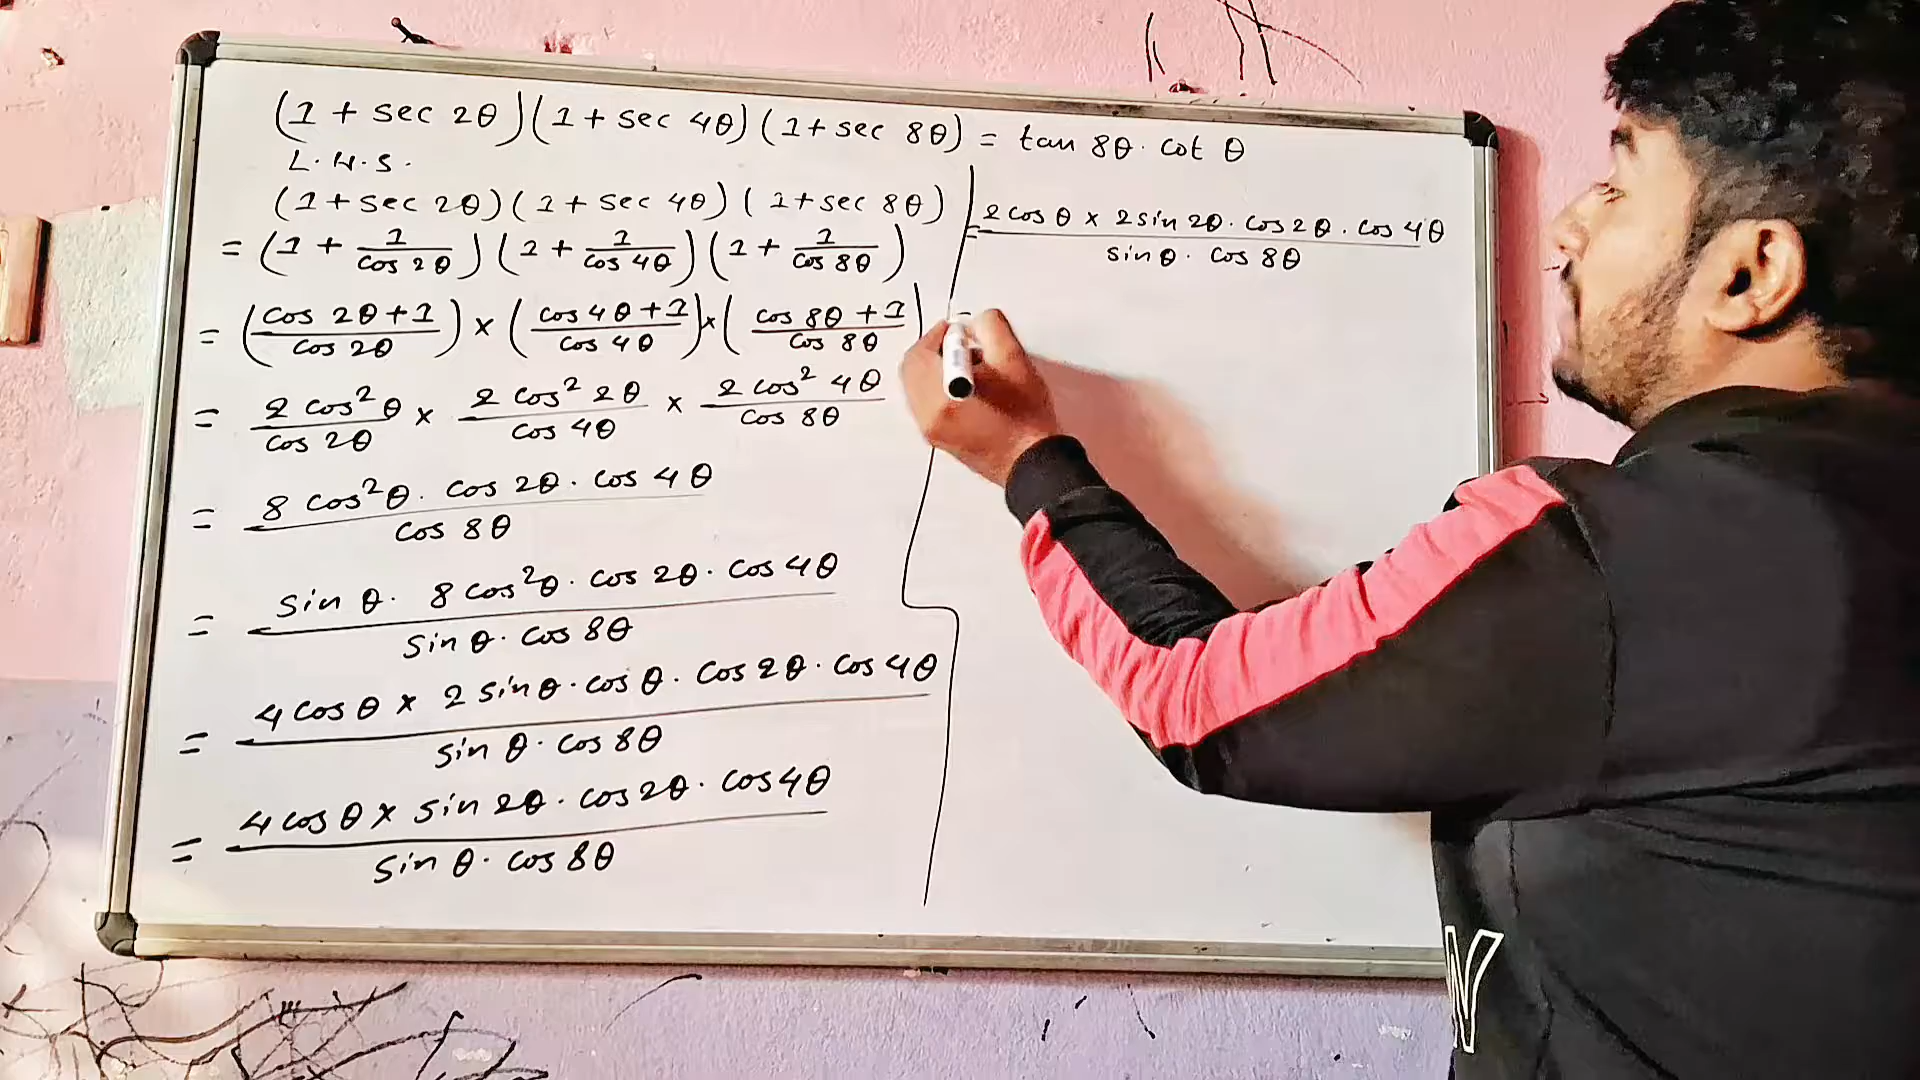 (1 + sec 2θ)(1 + sec 4θ)(1 + sec 8θ) = tan 8θ · cot θ
L.H.S.
(1 + sec 2θ)(1 + sec 4θ)(1 + sec 8θ)
= (1 + 1/cos 2θ)(1 + 1/cos 4θ)(1 + 1/cos 8θ)
= (cos 2θ + 1/cos 2θ) × (cos 4θ + 1/cos 4θ) × (cos 8θ + 1/cos 8θ)
= 2 cos² θ/cos 2θ × 2 cos² 2θ/cos 4θ × 2 cos² 4θ/cos 8θ
= 8 cos² θ · cos 2θ · cos 4θ/cos 8θ
= sin θ · 8 cos² θ · cos 2θ · cos 4θ/sin θ · cos 8θ
= 4 cos θ × 2 sin θ · cos θ · cos 2θ · cos 4θ/sin θ · cos 8θ
= 4 cos θ × sin 2θ · cos 2θ · cos 4θ/sin θ · cos 8θ
= 2 cos θ × 2 sin 2θ · cos 2θ · cos 4θ/sin θ · cos 8θ
W